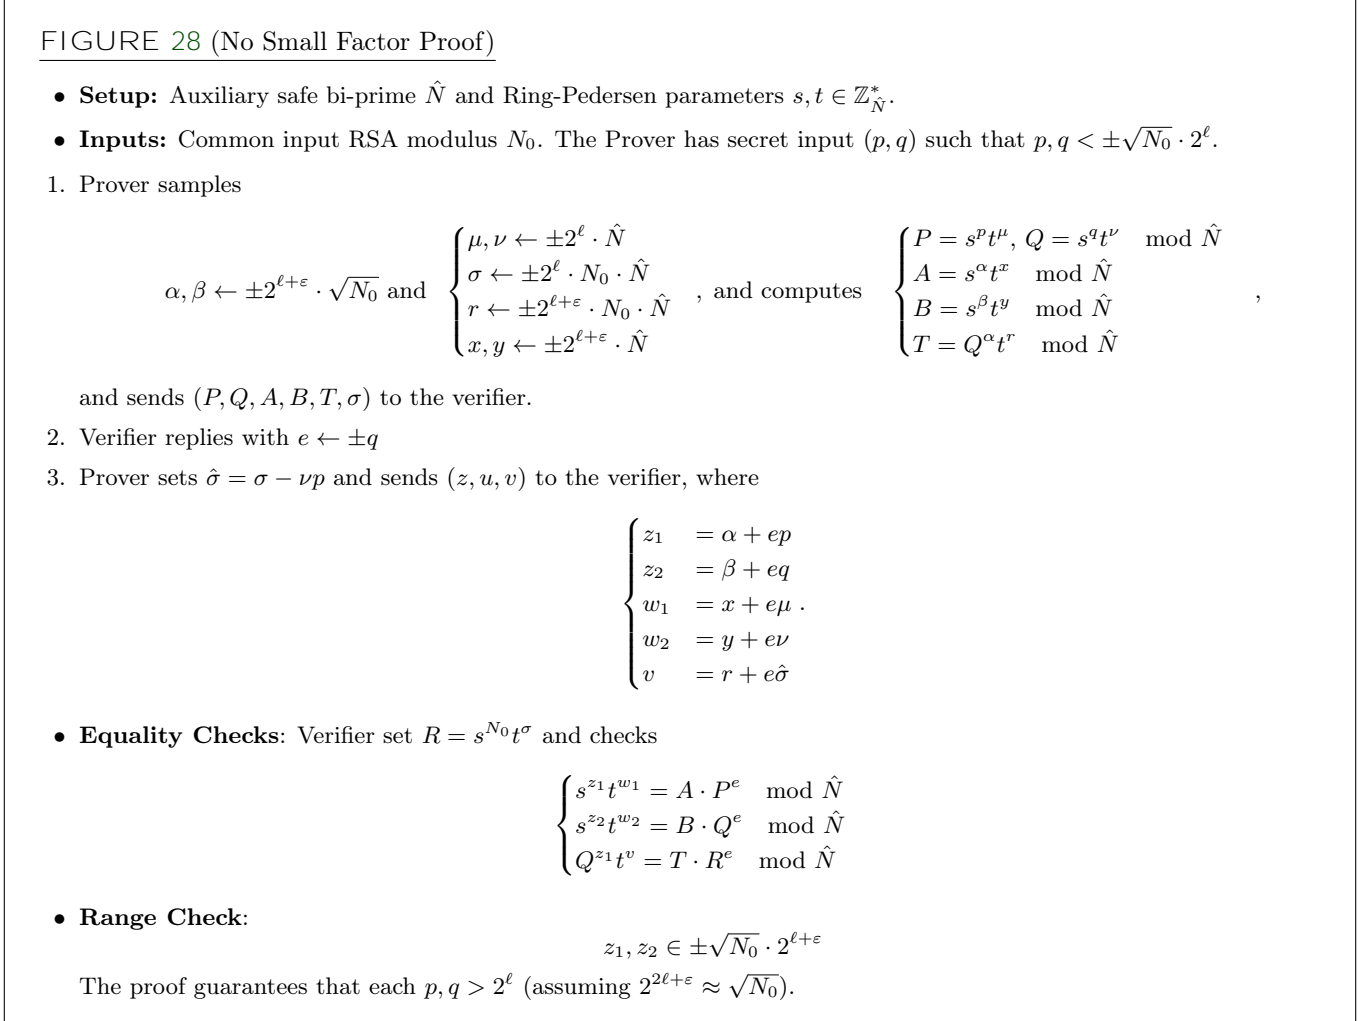 FIGURE 28 (No Small Factor Proof)
• Setup: Auxiliary safe bi-prime N̂ and Ring-Pedersen parameters s, t ∈ ℤ*_N̂.
• Inputs: Common input RSA modulus N₀. The Prover has secret input (p, q) such that p, q < ±√N₀ · 2^ℓ.
1. Prover samples
α, β ← ±2^{ℓ+ε} · √N₀ and { μ, ν ← ±2^ℓ · N̂
σ ← ±2^ℓ · N₀ · N̂
r ← ±2^{ℓ+ε} · N₀ · N̂
x, y ← ±2^{ℓ+ε} · N̂
, and computes { P = s^p t^μ, Q = s^q t^ν mod N̂
A = s^α t^x mod N̂
B = s^β t^y mod N̂
T = Q^α t^r mod N̂
,
and sends (P, Q, A, B, T, σ) to the verifier.
2. Verifier replies with e ← ±q
3. Prover sets σ̂ = σ − νp and sends (z, u, v) to the verifier, where
{ z₁ = α + ep
z₂ = β + eq
w₁ = x + eμ .
w₂ = y + eν
v = r + eσ̂
• Equality Checks: Verifier set R = s^{N₀} t^σ and checks
{ s^{z₁} t^{w₁} = A · P^e mod N̂
s^{z₂} t^{w₂} = B · Q^e mod N̂
Q^{z₁} t^v = T · R^e mod N̂
• Range Check:
z₁, z₂ ∈ ±√N₀ · 2^{ℓ+ε}
The proof guarantees that each p, q > 2^ℓ (assuming 2^{2ℓ+ε} ≈ √N₀).